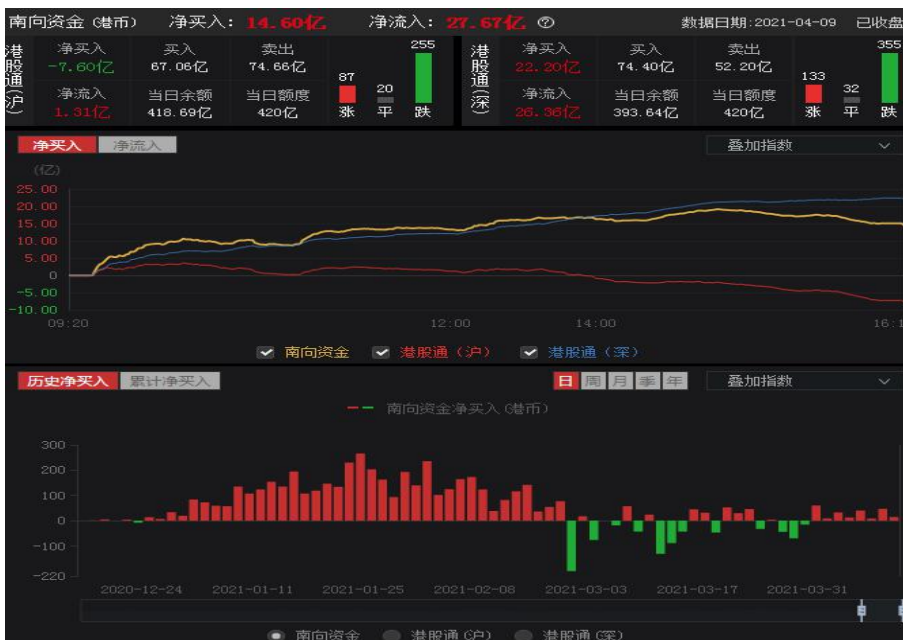 南向资金(港币) 净买入: 14.60亿 净流入: 27.67亿 ? 数据日期:2021-04-09 已收盘
港股通(沪) 净买入 买入 卖出 255 港股通(深) 净买入 买入 卖出 355
-7.60亿 67.06亿 74.66亿 87 22.20亿 74.40亿 52.20亿 133
净流入 当日余额 当日额度 20 净流入 当日余额 当日额度 32
1.31亿 418.69亿 420亿 涨 平 跌 26.36亿 393.64亿 420亿 涨 平 跌
净买入 净流入 叠加指数
(亿)
25.00
20.00
15.00
10.00
5.00
0
-5.00
-10.00
09:20 12:00 14:00 16:1
南向资金 港股通(沪) 港股通(深)
历史净买入 累计净买入 日 周 月 季 年 叠加指数
南向资金净买入(港币)
300
200
100
0
-100
-220
2020-12-24 2021-01-11 2021-01-25 2021-02-08 2021-03-03 2021-03-17 2021-03-31
南向资金 港股通(沪) 港股通(深)